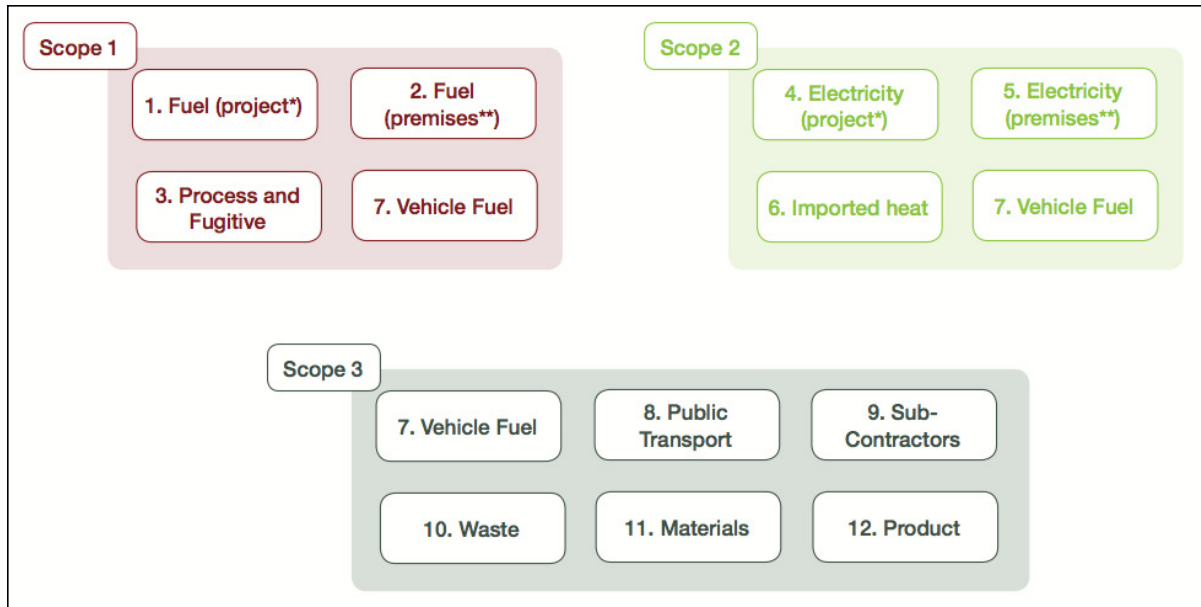 Scope 1
1. Fuel (project*)
2. Fuel
(premises**)
3. Process and
Fugitive
7. Vehicle Fuel
Scope 2
4. Electricity
(project*)
5. Electricity
(premises**)
6. Imported heat
7. Vehicle Fuel
Scope 3
7. Vehicle Fuel
8. Public
Transport
9. Sub-
Contractors
10. Waste
11. Materials
12. Product